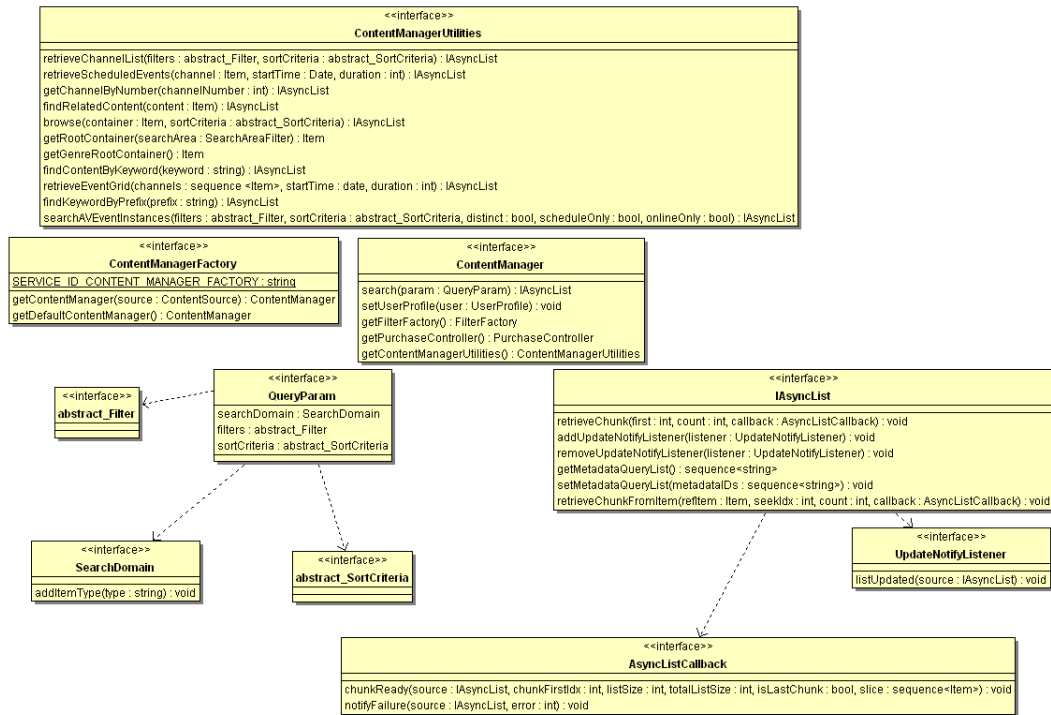 <<interface>>
ContentManagerUtilities
retrieveChannelList(filters : abstract_Filter, sortCriteria : abstract_SortCriteria) : IAsyncList
retrieveScheduledEvents(channel : Item, startTime : Date, duration : int) : IAsyncList
getChannelByNumber(channelNumber : int) : IAsyncList
findRelatedContent(content : Item) : IAsyncList
browse(container : Item, sortCriteria : abstract_SortCriteria) : IAsyncList
getRootContainer(searchArea : SearchAreaFilter) : Item
getGenreRootContainer() : Item
findContentByKeyword(keyword : string) : IAsyncList
retrieveEventGrid(channels : sequence <Item>, startTime : date, duration : int) : IAsyncList
findKeywordByPrefix(prefix : string) : IAsyncList
searchAVEventInstances(filters : abstract_Filter, sortCriteria : abstract_SortCriteria, distinct : bool, scheduleOnly : bool, onlineOnly : bool) : IAsyncList
<<interface>>
ContentManagerFactory
SERVICE_ID_CONTENT_MANAGER_FACTORY : string
getContentManager(source : ContentSource) : ContentManager
getDefaultContentManager() : ContentManager
<<interface>>
ContentManager
search(param : QueryParam) : IAsyncList
setUserProfile(user : UserProfile) : void
getFilterFactory() : FilterFactory
getPurchaseController() : PurchaseController
getContentManagerUtilities() : ContentManagerUtilities
<<interface>>
abstract_Filter
<<interface>>
QueryParam
searchDomain : SearchDomain
filters : abstract_Filter
sortCriteria : abstract_SortCriteria
<<interface>>
IAsyncList
retrieveChunk(first : int, count : int, callback : AsyncListCallback) : void
addUpdateNotifyListener(listener : UpdateNotifyListener) : void
removeUpdateNotifyListener(listener : UpdateNotifyListener) : void
getMetadataQueryList() : sequence<string>
setMetadataQueryList(metadataIDs : sequence<string>) : void
retrieveChunkFromItem(refItem : Item, seekIdx : int, count : int, callback : AsyncListCallback) : void
<<interface>>
SearchDomain
addItemType(type : string) : void
<<interface>>
abstract_SortCriteria
<<interface>>
UpdateNotifyListener
listUpdated(source : IAsyncList) : void
<<interface>>
AsyncListCallback
chunkReady(source : IAsyncList, chunkFirstIdx : int, listSize : int, totalListSize : int, isLastChunk : bool, slice : sequence<Item>) : void
notifyFailure(source : IAsyncList, error : int) : void